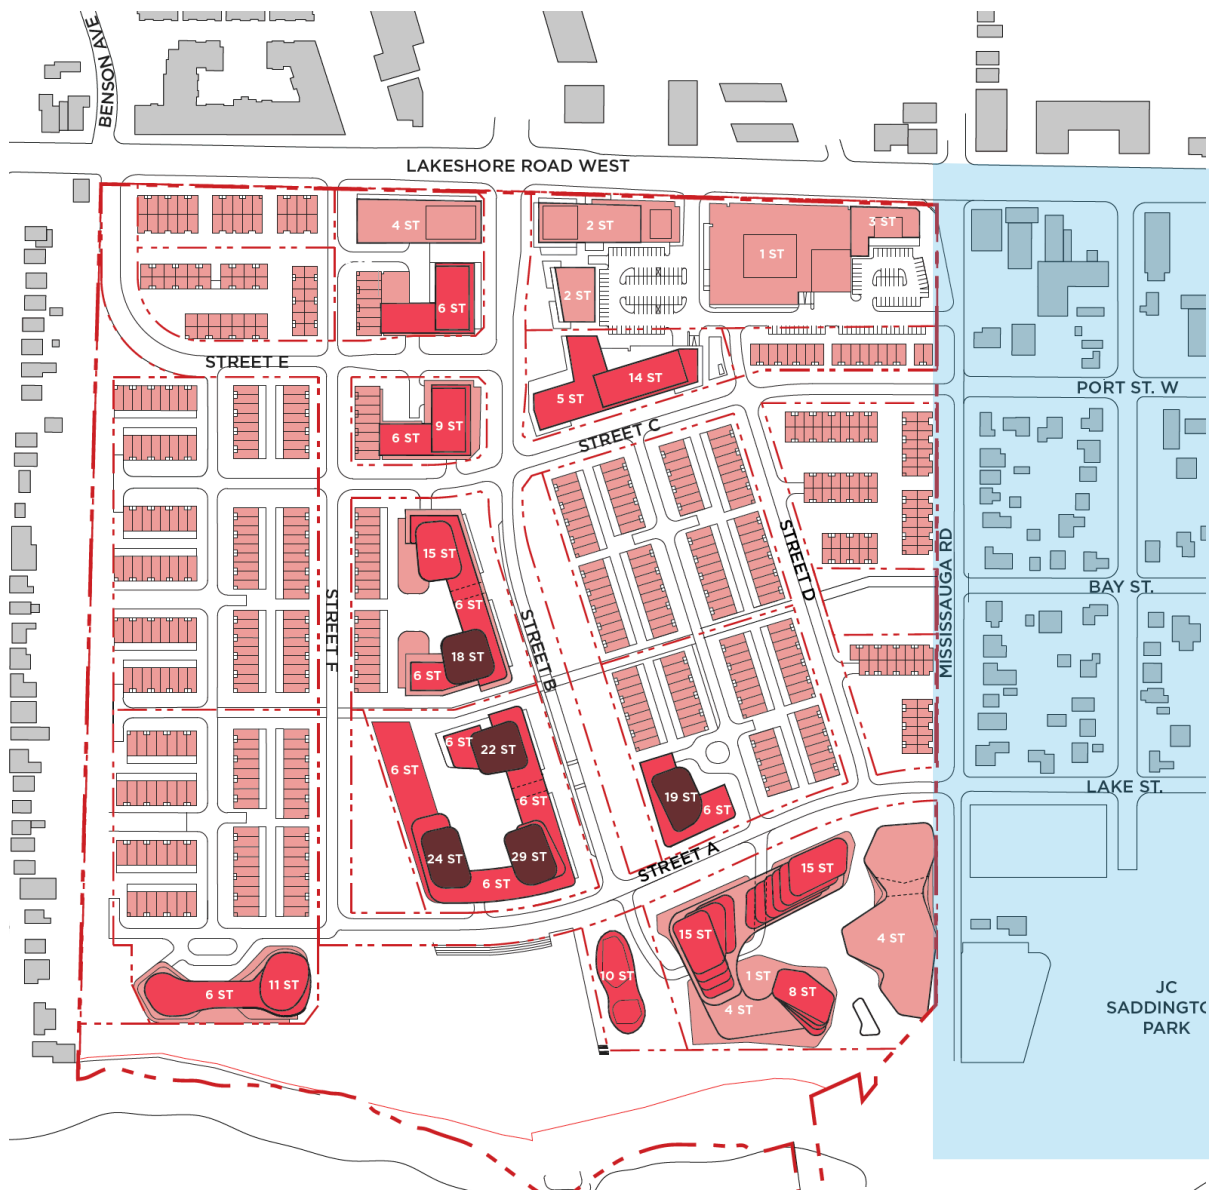 BENSON AVE
LAKESHORE ROAD WEST
4 ST
2 ST
3 ST
1 ST
2 ST
6 ST
STREET E
14 ST
5 ST
PORT ST. W
9 ST
6 ST
STREET C
15 ST
STREET D
MISSISSAUGA RD
6 ST
BAY ST.
STREET F
STREET B
18 ST
6 ST
6 ST
22 ST
6 ST
6 ST
19 ST
6 ST
LAKE ST.
24 ST
29 ST
6 ST
STREET A
15 ST
15 ST
4 ST
10 ST
1 ST
8 ST
4 ST
11 ST
6 ST
JC
SADDINGTO
PARK